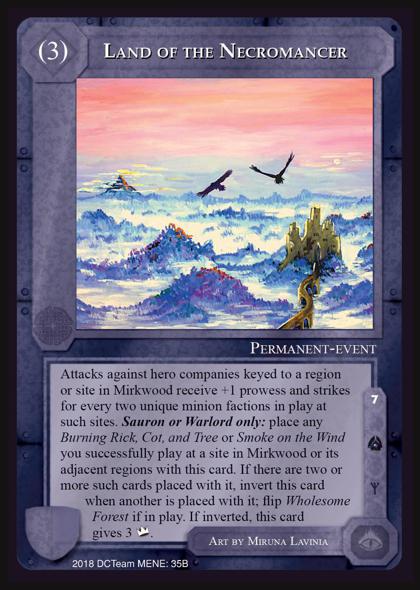 (3)
LAND OF THE NECROMANCER
PERMANENT-EVENT
Attacks against hero companies keyed to a region
or site in Mirkwood receive +1 prowess and strikes
for every two unique minion factions in play at
such sites. Sauron or Warlord only: place any
Burning Rick, Cot, and Tree or Smoke on the Wind
you successfully play at a site in Mirkwood or its
adjacent regions with this card. If there are two or
more such cards placed with it, invert this card
when another is placed with it; flip Wholesome
Forest if in play. If inverted, this card
gives 3 .
7
ART BY MIRUNA LAVINIA
2018 DCTeam MENE: 35B